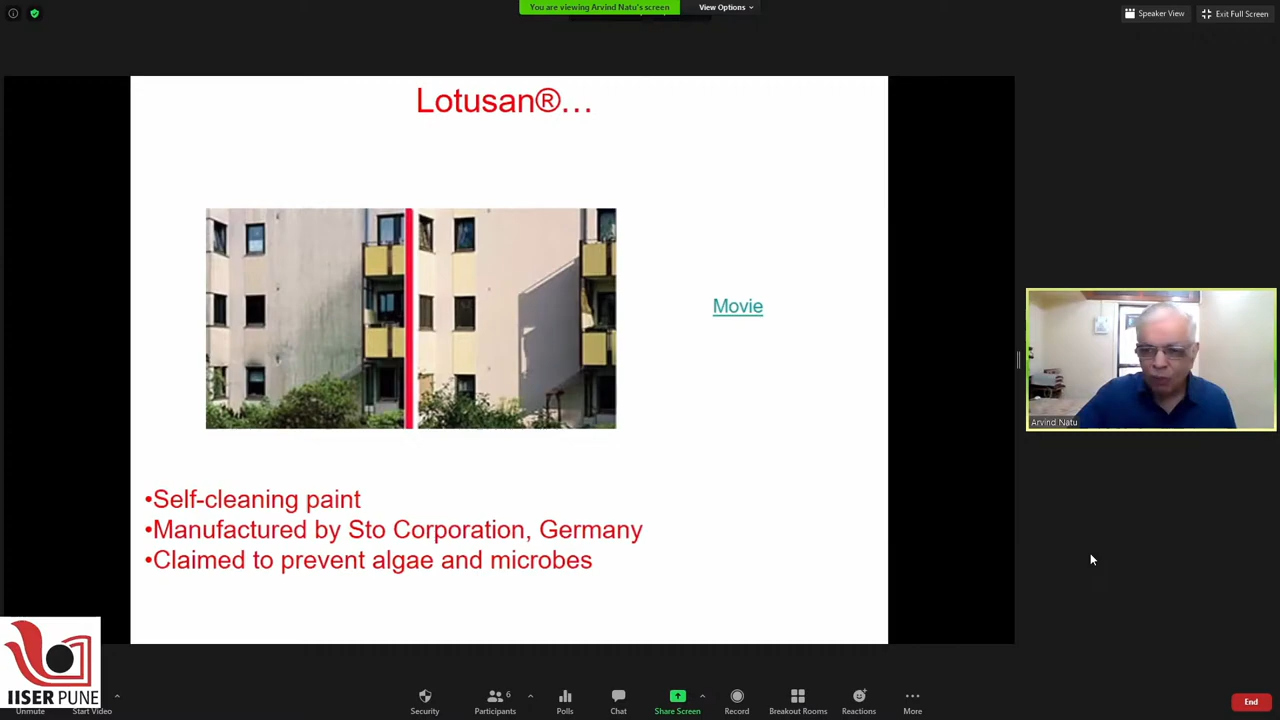 You are viewing Arvind Natu's screen
View Options
Speaker View
Exit Full Screen
Lotusan®…
Movie
Arvind Natu
•Self-cleaning paint
•Manufactured by Sto Corporation, Germany
•Claimed to prevent algae and microbes
IISER PUNE
Unmute
Start Video
Security
Participants
6
Polls
Chat
Share Screen
Record
Breakout Rooms
Reactions
More
End